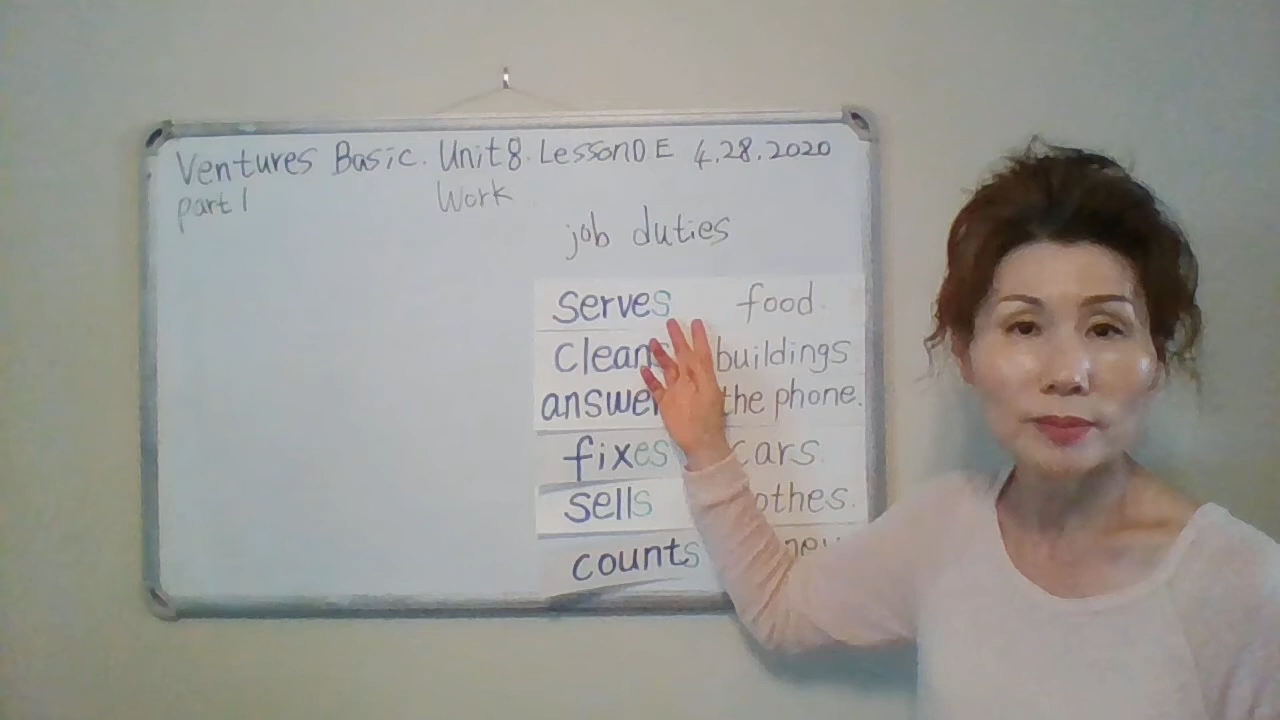 Ventures Basic. Unit 8. Lesson D.E 4.28.2020
part 1 Work
job duties
serves food.
cleans buildings
the phone.
fixes cars.
sells
counts